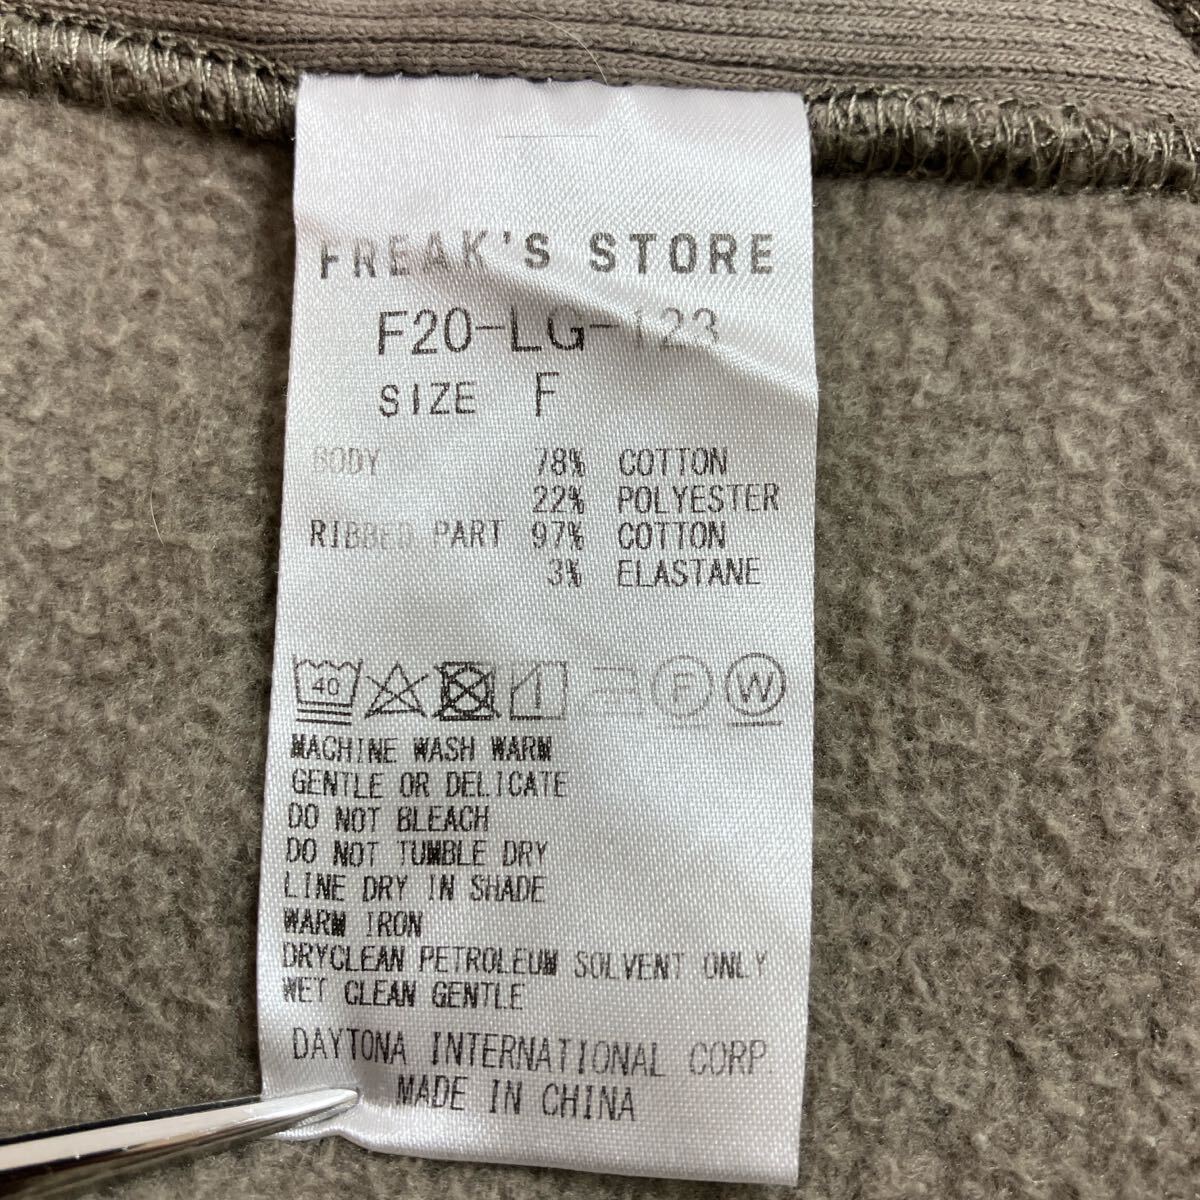 FREAK'S STORE
F20-LG-123
SIZE F
BODY 78% COTTON
22% POLYESTER
RIBBED PART 97% COTTON
3% ELASTANE
40 F W
MACHINE WASH WARM
GENTLE OR DELICATE
DO NOT BLEACH
DO NOT TUMBLE DRY
LINE DRY IN SHADE
WARM IRON
DRYCLEAN PETROLEUM SOLVENT ONLY
WET CLEAN GENTLE
DAYTONA INTERNATIONAL CORP.
MADE IN CHINA